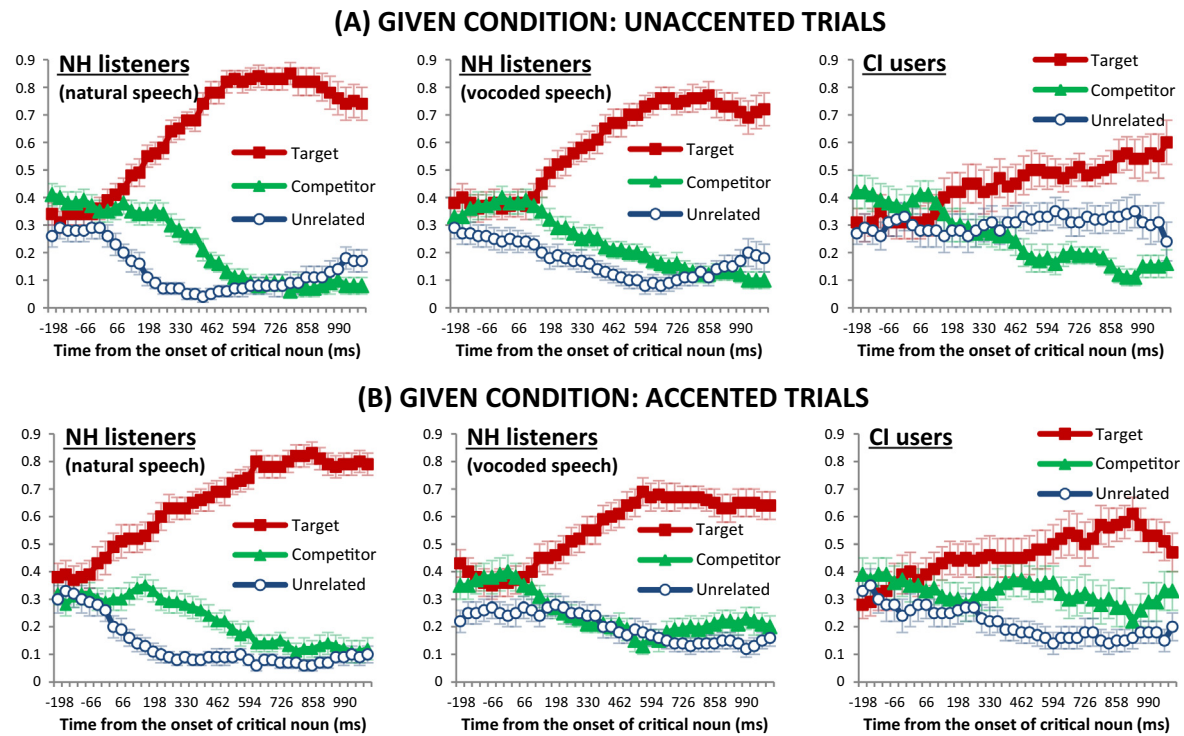 (A) GIVEN CONDITION: UNACCENTED TRIALS
NH listeners
(natural speech)
0.9
0.8
0.7
0.6
0.5
0.4
0.3
0.2
0.1
0
Target
Competitor
Unrelated
-198 -66 66 198 330 462 594 726 858 990
Time from the onset of critical noun (ms)
NH listeners
(vocoded speech)
0.9
0.8
0.7
0.6
0.5
0.4
0.3
0.2
0.1
0
Target
Competitor
Unrelated
-198 -66 66 198 330 462 594 726 858 990
Time from the onset of critical noun (ms)
CI users
0.9
0.8
0.7
0.6
0.5
0.4
0.3
0.2
0.1
0
Target
Competitor
Unrelated
-198 -66 66 198 330 462 594 726 858 990
Time from the onset of critical noun (ms)
(B) GIVEN CONDITION: ACCENTED TRIALS
NH listeners
(natural speech)
0.9
0.8
0.7
0.6
0.5
0.4
0.3
0.2
0.1
0
Target
Competitor
Unrelated
-198 -66 66 198 330 462 594 726 858 990
Time from the onset of critical noun (ms)
NH listeners
(vocoded speech)
0.9
0.8
0.7
0.6
0.5
0.4
0.3
0.2
0.1
0
Target
Competitor
Unrelated
-198 -66 66 198 330 462 594 726 858 990
Time from the onset of critical noun (ms)
CI users
0.9
0.8
0.7
0.6
0.5
0.4
0.3
0.2
0.1
0
Target
Competitor
Unrelated
-198 -66 66 198 330 462 594 726 858 990
Time from the onset of critical noun (ms)